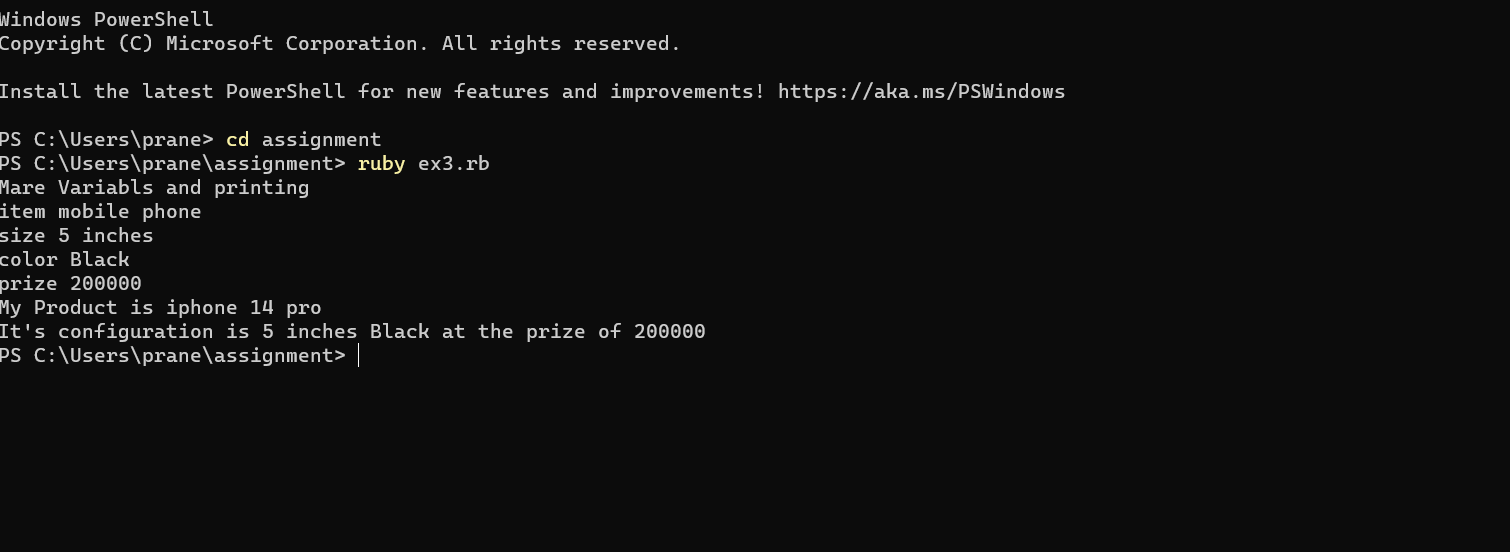 Windows PowerShell
Copyright (C) Microsoft Corporation. All rights reserved.
Install the latest PowerShell for new features and improvements! https://aka.ms/PSWindows
PS C:\Users\prane> cd assignment
PS C:\Users\prane\assignment> ruby ex3.rb
Mare Variabls and printing
item mobile phone
size 5 inches
color Black
prize 200000
My Product is iphone 14 pro
It's configuration is 5 inches Black at the prize of 200000
PS C:\Users\prane\assignment>